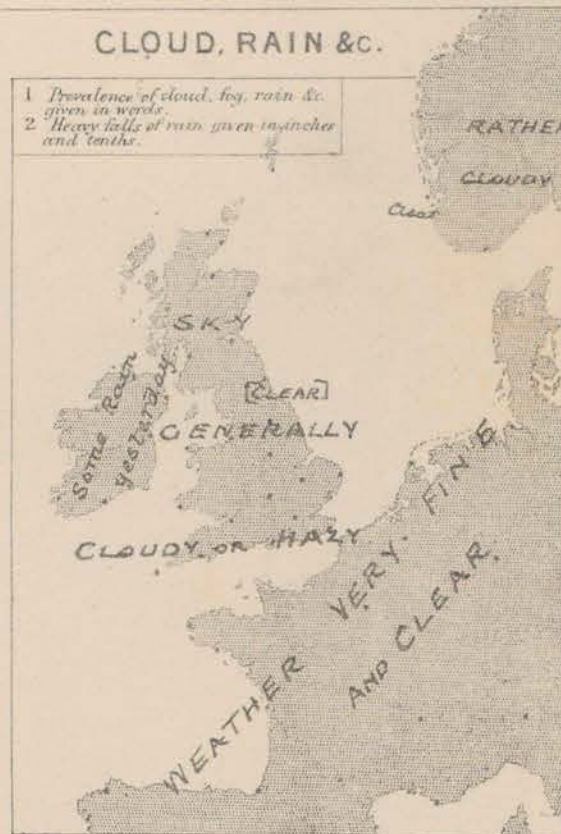 CLOUD, RAIN &c.
1 Prevalence of cloud, fog, rain &c.
given in words.
2 Heavy falls of rain given in inches
and tenths.
RATHER
CLOUDY
Clear
SKY
[CLEAR]
GENERALLY
CLOUDY OR HAZY
Some Rain
yesterday
WEATHER VERY FINE
AND CLEAR.